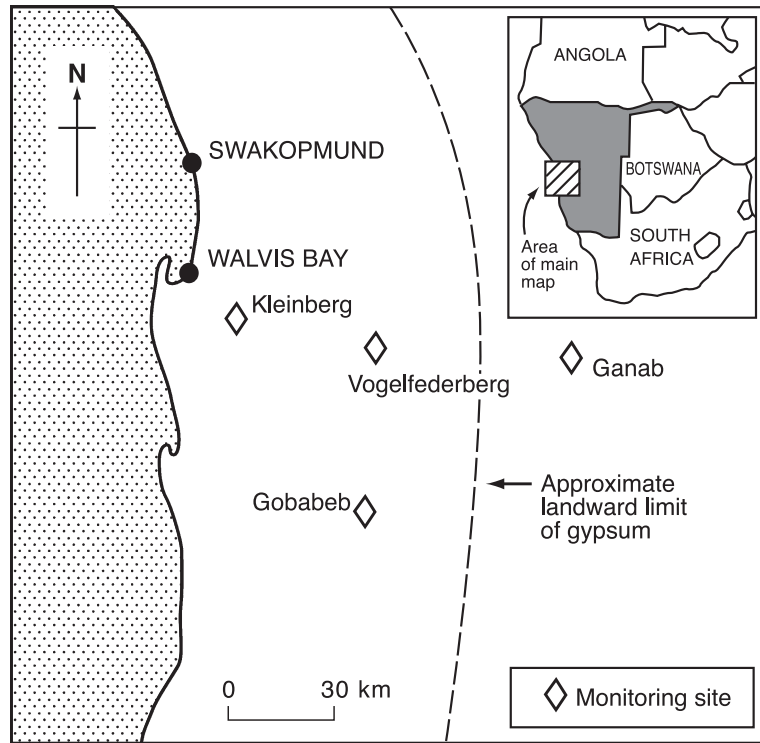 N
SWAKOPMUND
WALVIS BAY
Kleinberg
Vogelfederberg
Ganab
Gobabeb
Approximate
landward limit
of gypsum
0 30 km
Monitoring site
ANGOLA
BOTSWANA
SOUTH
AFRICA
Area
of main
map